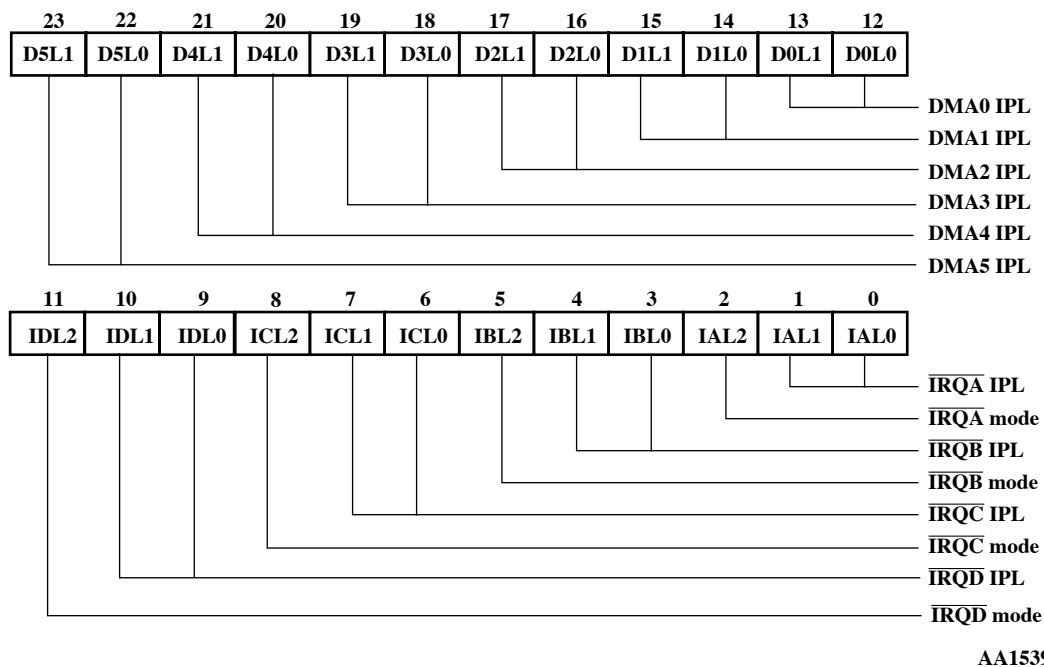 23 22 21 20 19 18 17 16 15 14 13 12
D5L1 D5L0 D4L1 D4L0 D3L1 D3L0 D2L1 D2L0 D1L1 D1L0 D0L1 D0L0
DMA0 IPL
DMA1 IPL
DMA2 IPL
DMA3 IPL
DMA4 IPL
DMA5 IPL
11 10 9 8 7 6 5 4 3 2 1 0
IDL2 IDL1 IDL0 ICL2 ICL1 ICL0 IBL2 IBL1 IBL0 IAL2 IAL1 IAL0
IRQA IPL
IRQA mode
IRQB IPL
IRQB mode
IRQC IPL
IRQC mode
IRQD IPL
IRQD mode